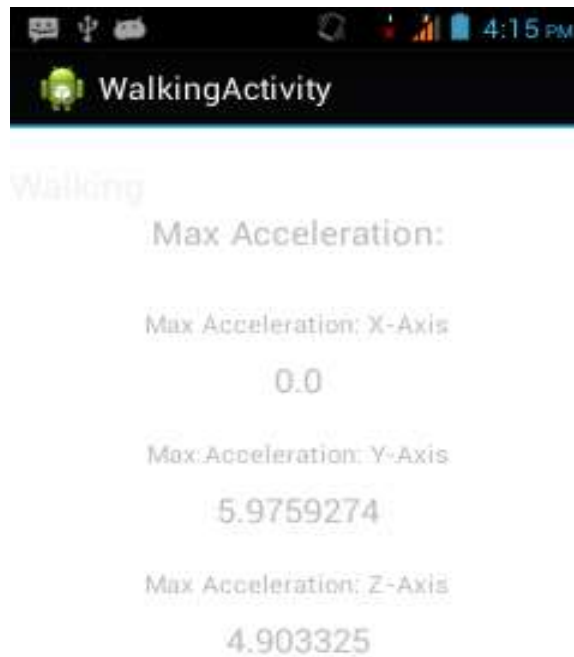 4:15 PM
WalkingActivity
Walking
Max Acceleration:
Max Acceleration: X-Axis
0.0
Max Acceleration: Y-Axis
5.9759274
Max Acceleration: Z-Axis
4.903325